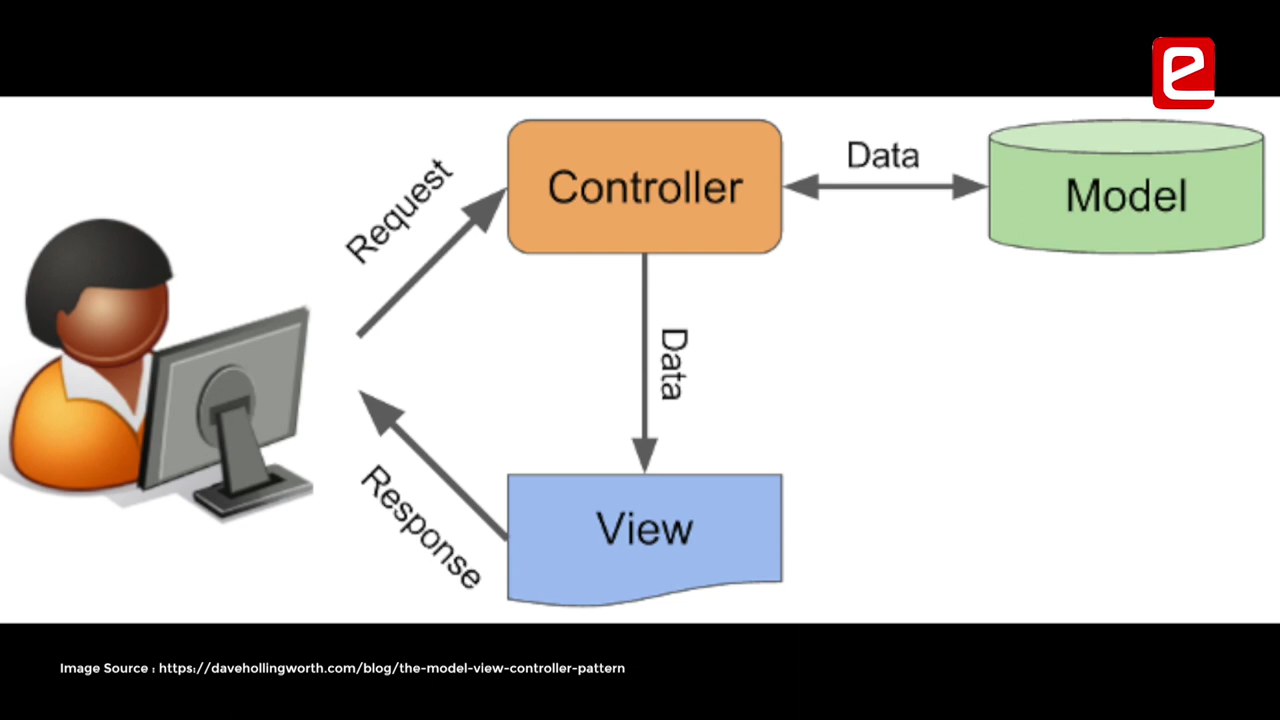 e
Request
Controller
Data
Model
Data
View
Response
Image Source : https://davehollingworth.com/blog/the-model-view-controller-pattern